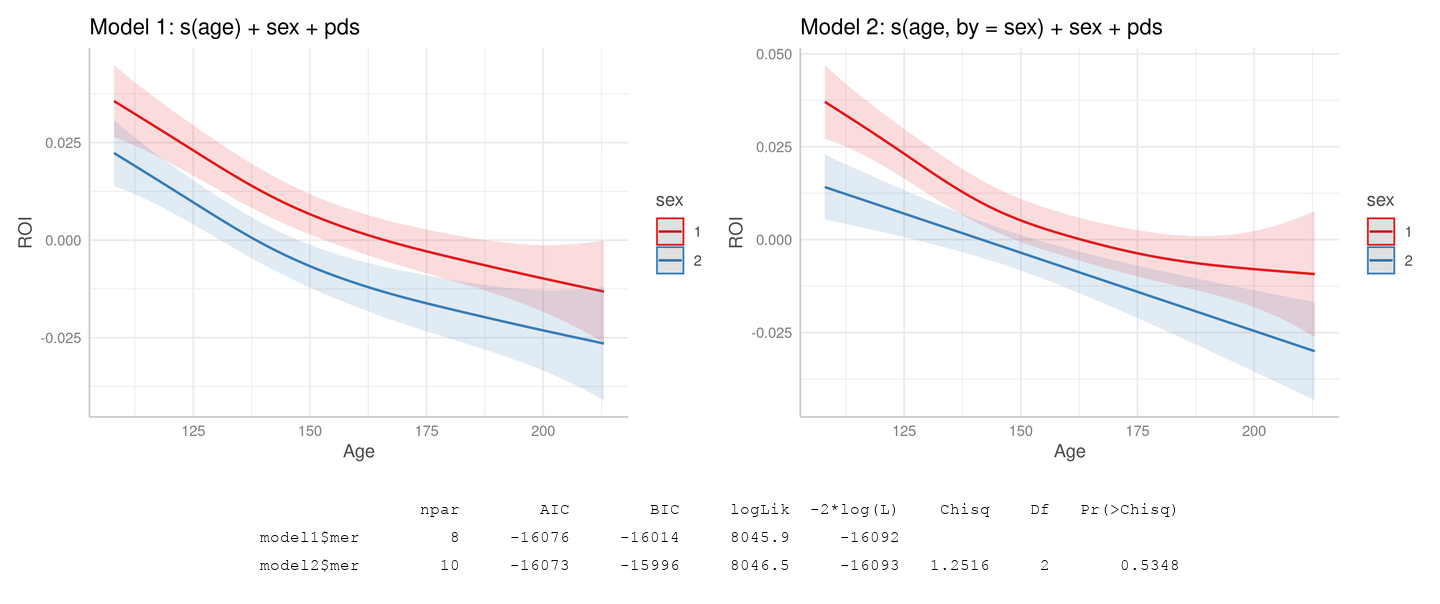 Model 1: s(age) + sex + pds
0.025
0.000
-0.025
ROI
125 150 175 200
Age
sex
1
2
Model 2: s(age, by = sex) + sex + pds
0.050
0.025
0.000
-0.025
ROI
125 150 175 200
Age
sex
1
2
npar AIC BIC logLik -2*log(L) Chisq Df Pr(>Chisq)
model1$mer 8 -16076 -16014 8045.9 -16092
model2$mer 10 -16073 -15996 8046.5 -16093 1.2516 2 0.5348